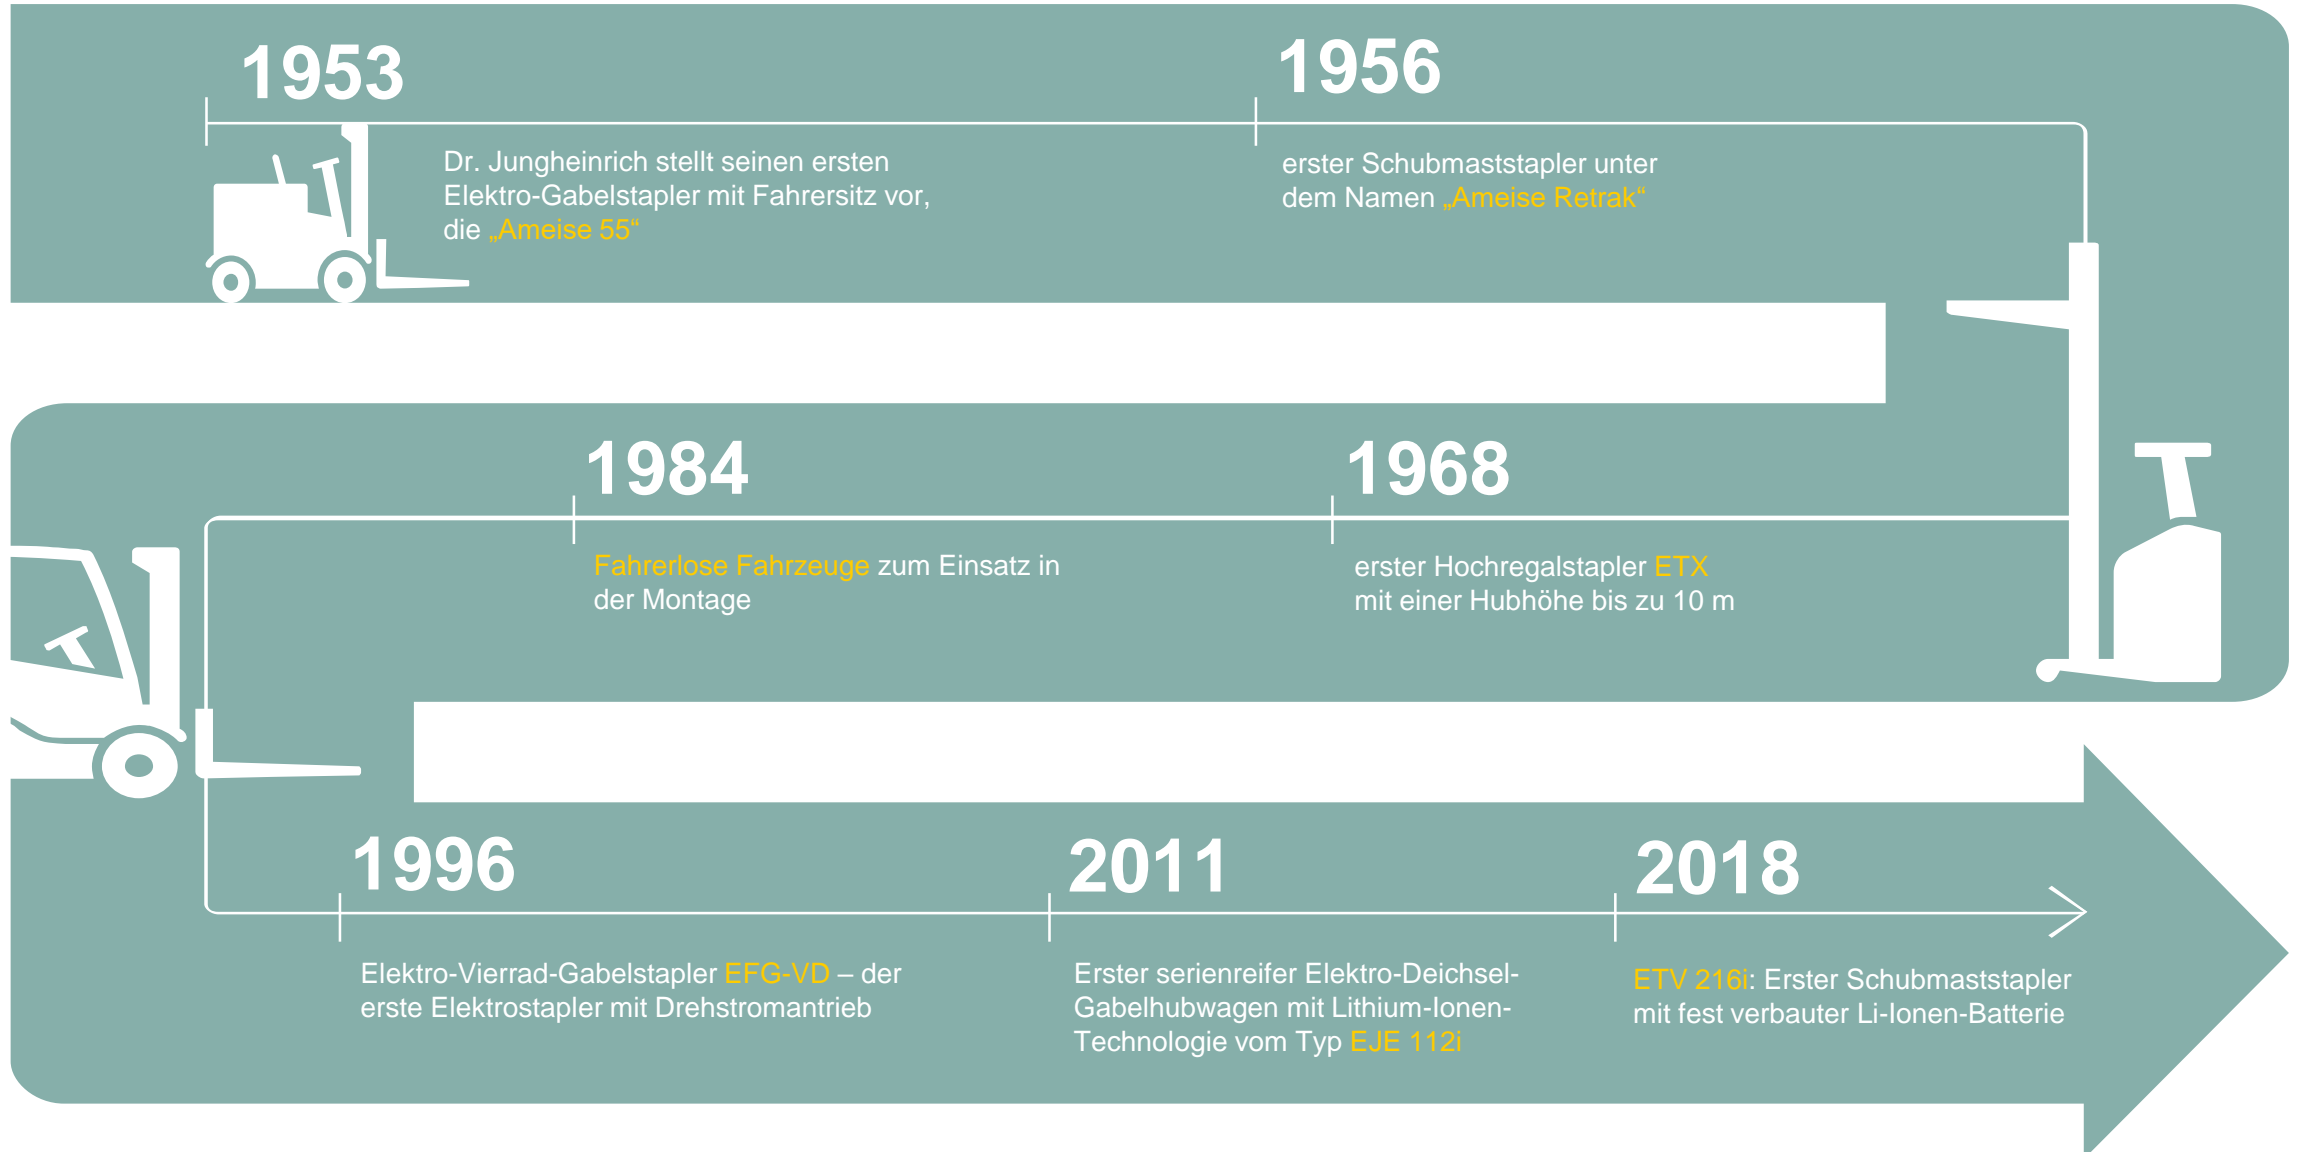 1953
Dr. Jungheinrich stellt seinen ersten
Elektro-Gabelstapler mit Fahrersitz vor,
die „Ameise 55“
1956
erster Schubmaststapler unter
dem Namen „Ameise Retrak“
1968
erster Hochregalstapler ETX
mit einer Hubhöhe bis zu 10 m
1984
Fahrerlose Fahrzeuge zum Einsatz in
der Montage
1996
Elektro-Vierrad-Gabelstapler EFG-VD – der
erste Elektrostapler mit Drehstromantrieb
2011
Erster serienreifer Elektro-Deichsel-
Gabelhubwagen mit Lithium-Ionen-
Technologie vom Typ EJE 112i
2018
ETV 216i: Erster Schubmaststapler
mit fest verbauter Li-Ionen-Batterie